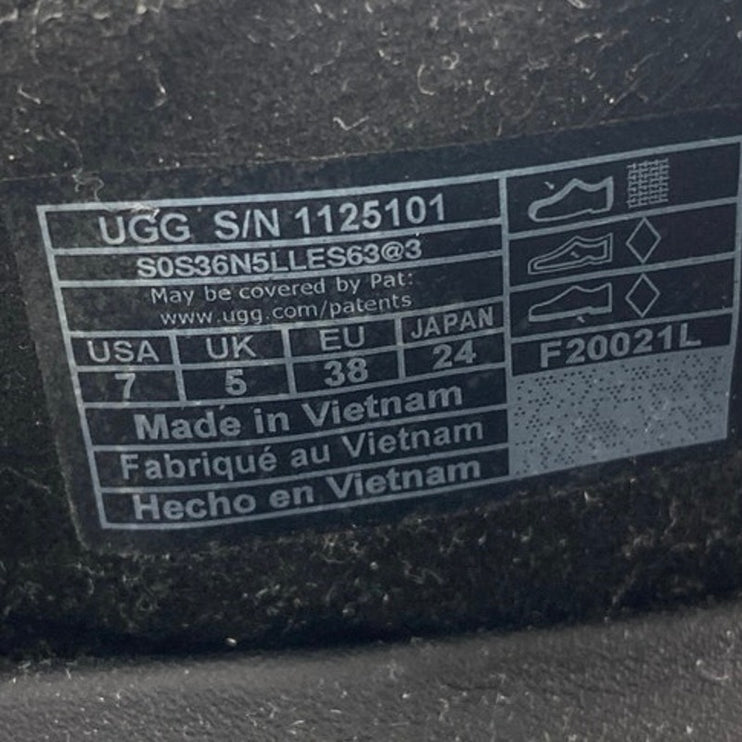 UGG S/N 1125101
S0S36N5LLES63@3
May be covered by Pat:
www.ugg.com/patents
USA UK EU JAPAN
7 5 38 24
F20021L
Made in Vietnam
Fabriqué au Vietnam
Hecho en Vietnam